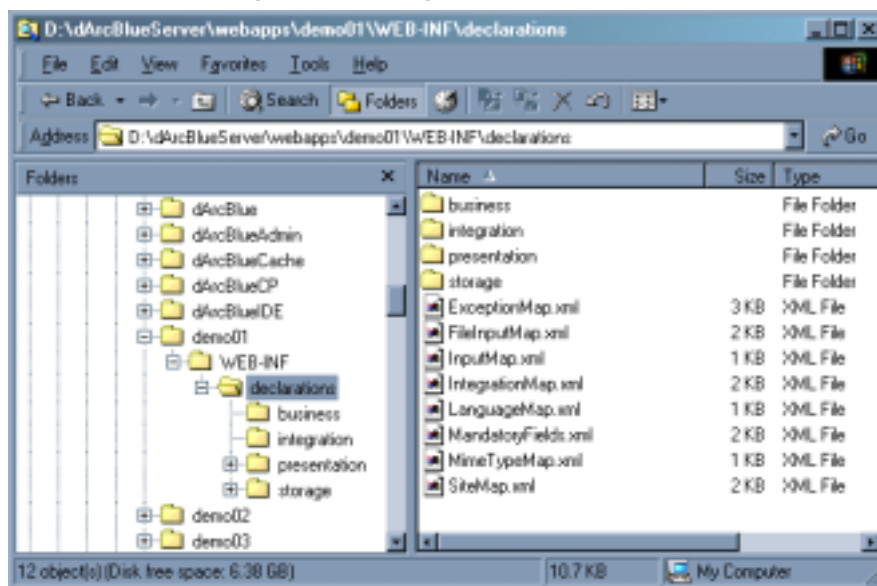 D:\dArcBlueServer\webapps\demo01\WEB-INF\declarations
File Edit View Favorites Tools Help
Back Search Folders
Address D:\dArcBlueServer\webapps\demo01\WEB-INF\declarations Go
Folders
dArcBlue
dArcBlueAdmin
dArcBlueCache
dArcBlueCP
dArcBlueIDE
demo01
WEB-INF
declarations
business
integration
presentation
storage
demo02
demo03
Name Size Type
business File Folder
integration File Folder
presentation File Folder
storage File Folder
ExceptionMap.xml 3 KB XML File
FileInputMap.xml 2 KB XML File
InputMap.xml 1 KB XML File
IntegrationMap.xml 2 KB XML File
LanguageMap.xml 1 KB XML File
MandatoryFields.xml 2 KB XML File
MimeTypeMap.xml 1 KB XML File
SiteMap.xml 2 KB XML File
12 object(s) (Disk free space: 6.38 GB) 10.7 KB My Computer